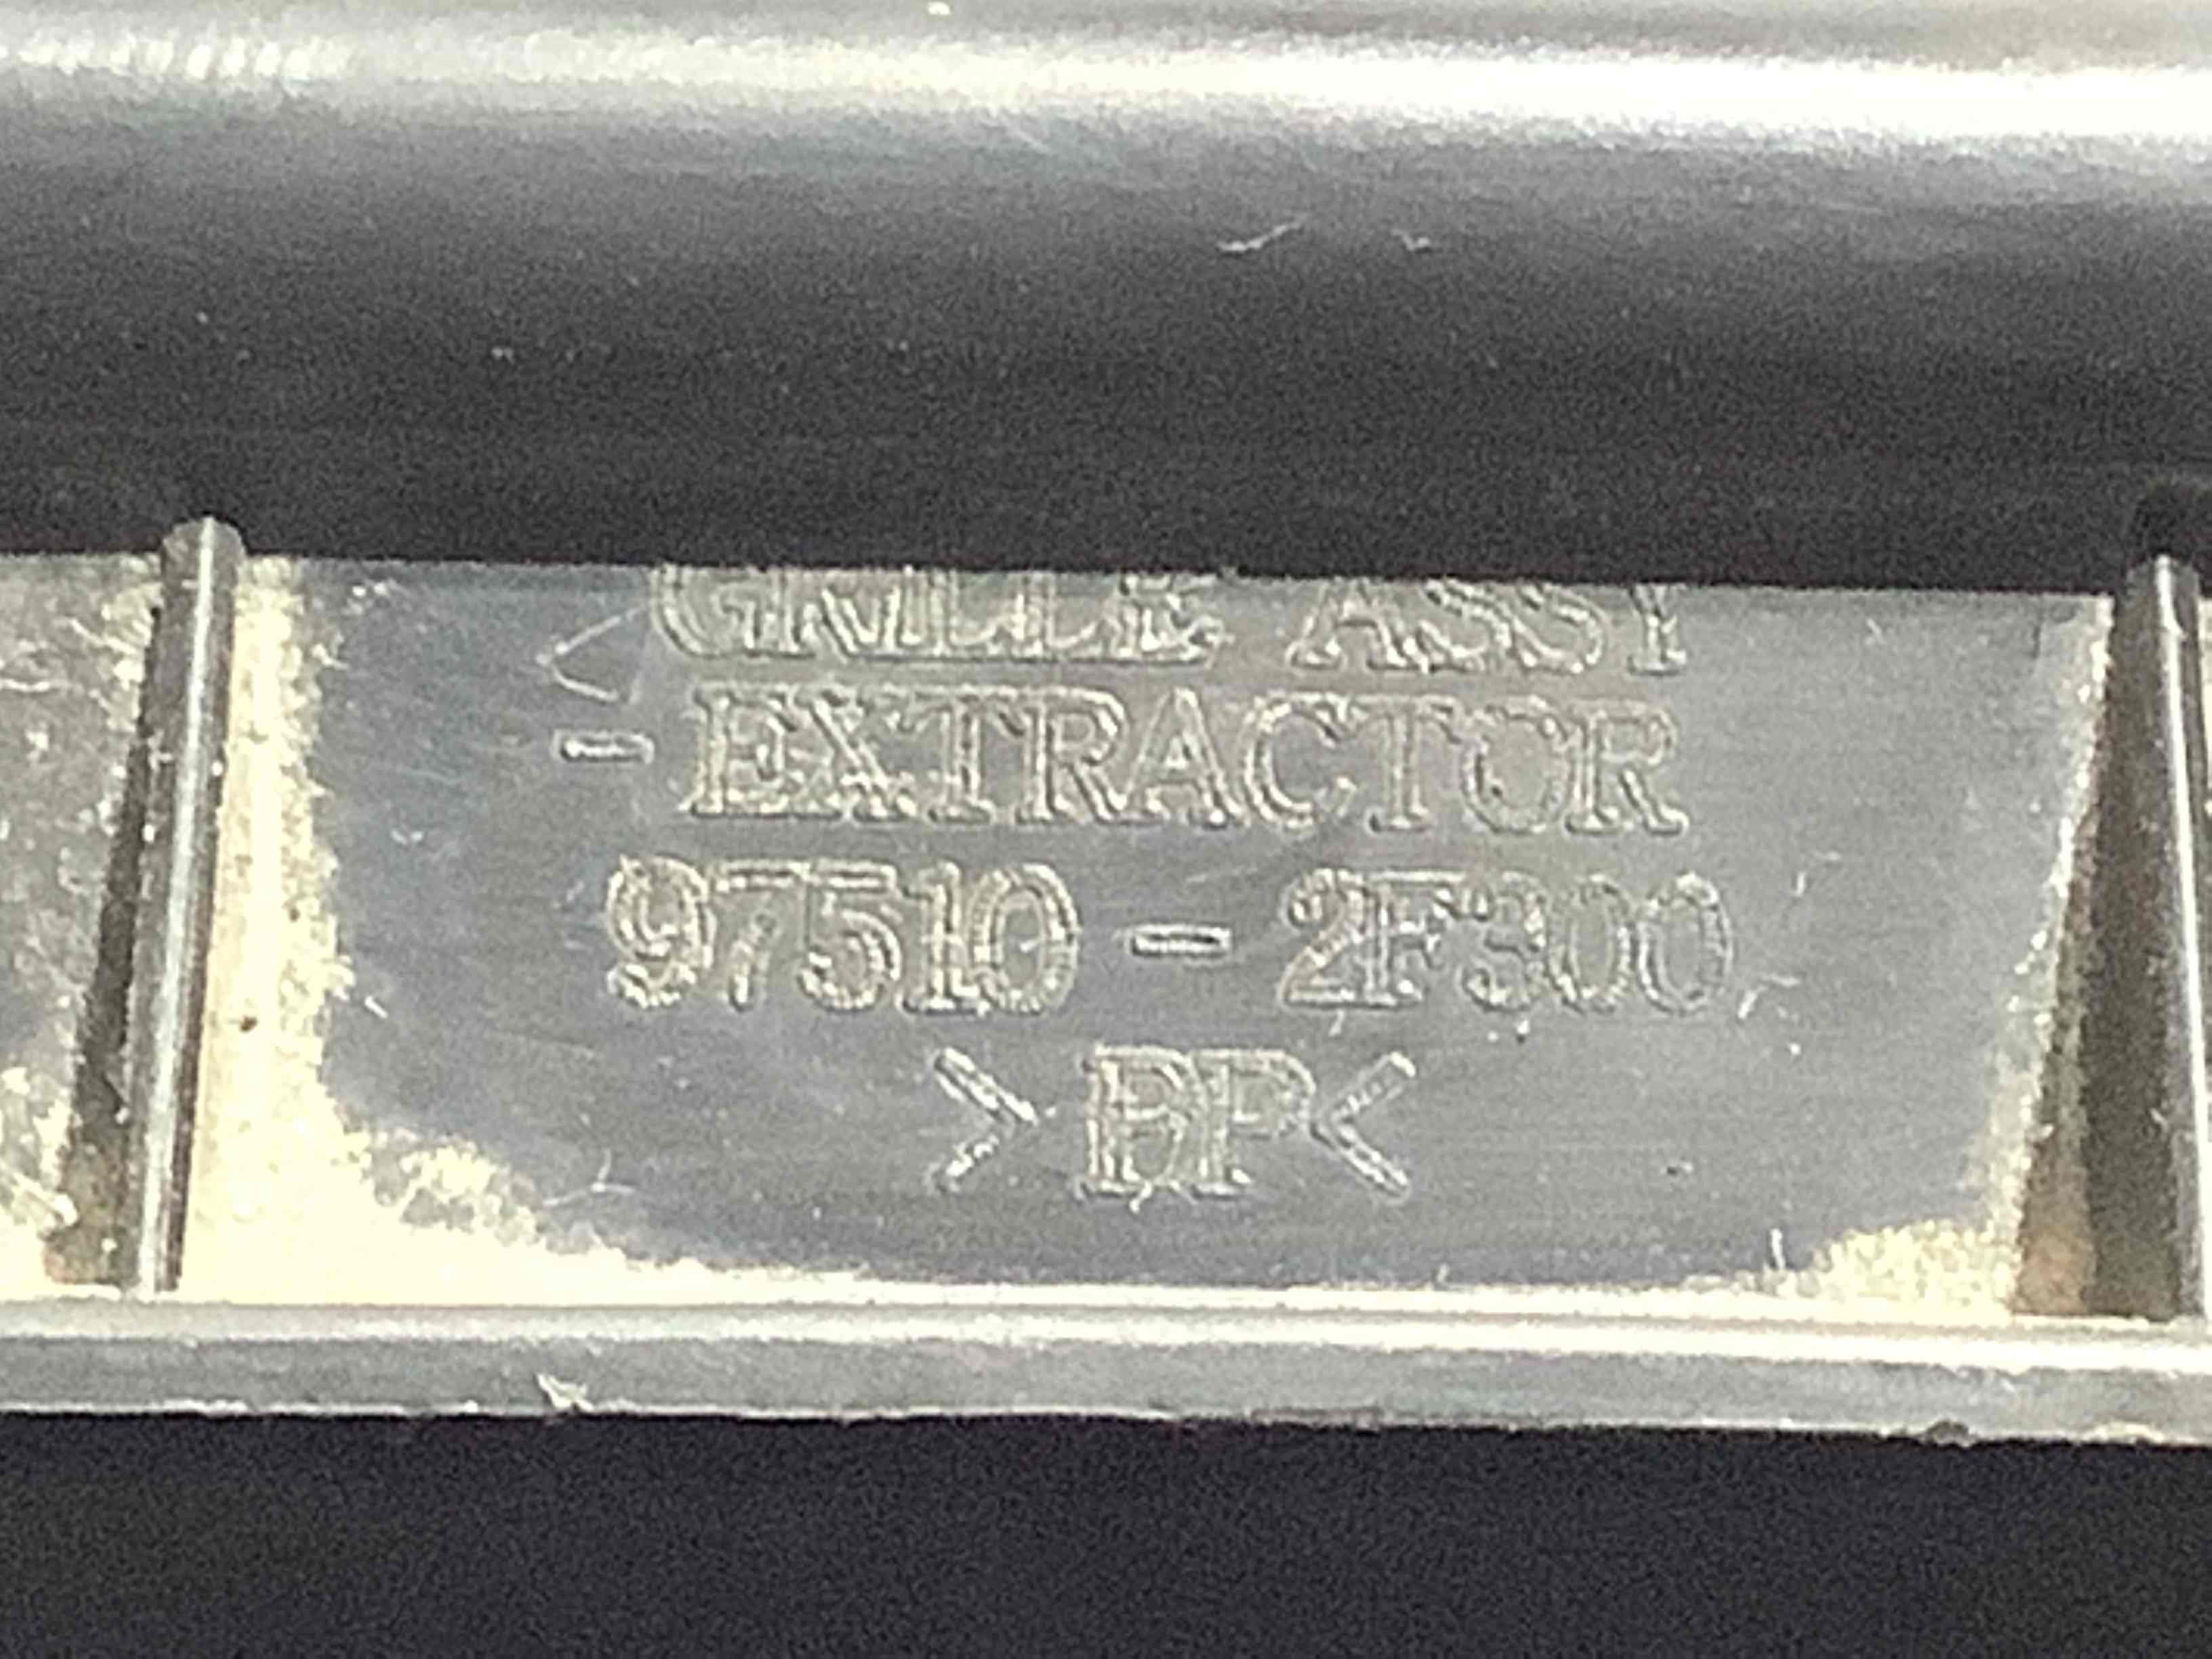 GRILLE ASSY
-EXTRACTOR
97510-2F300
>PP<